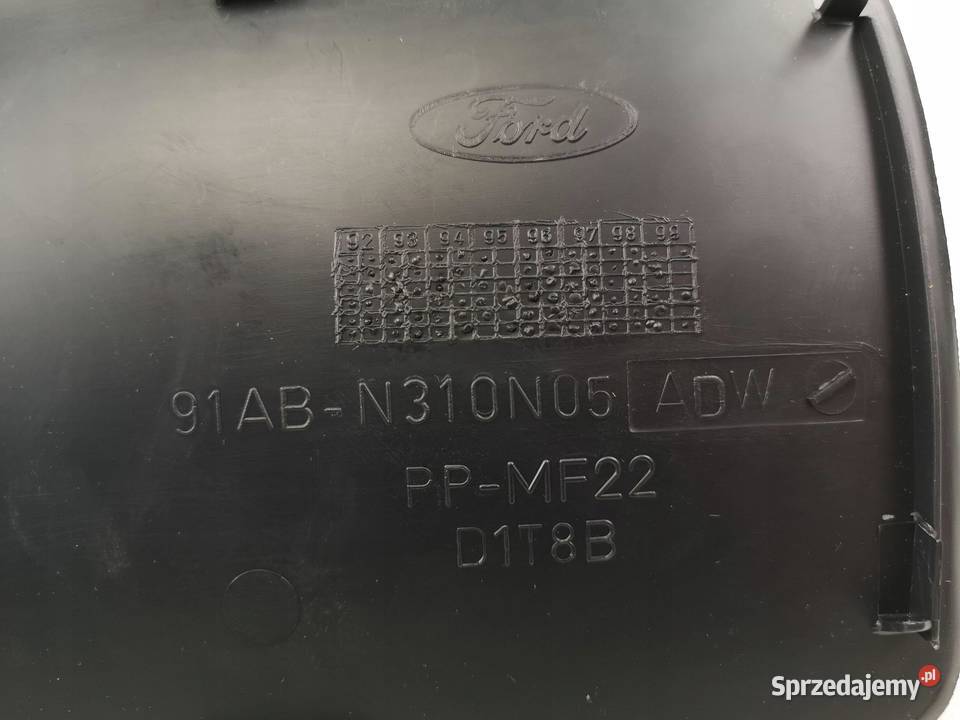 Ford
92 93 94 95 96 97 98 99
91AB-N310N05 ADW
PP-MF22
D1T8B
Sprzedajemy.pl